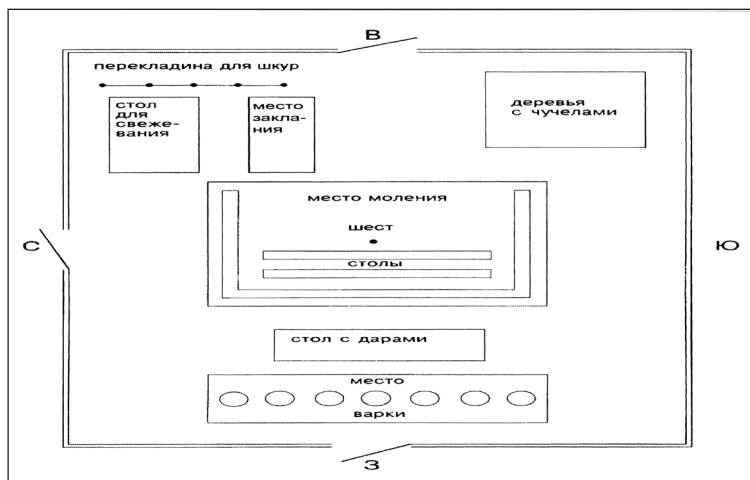 В
перекладина для шкур
стол
для
свеже-
вания
место
закла-
ния
деревья
с чучелами
место моления
шест
столы
С
Ю
стол с дарами
место
варки
З